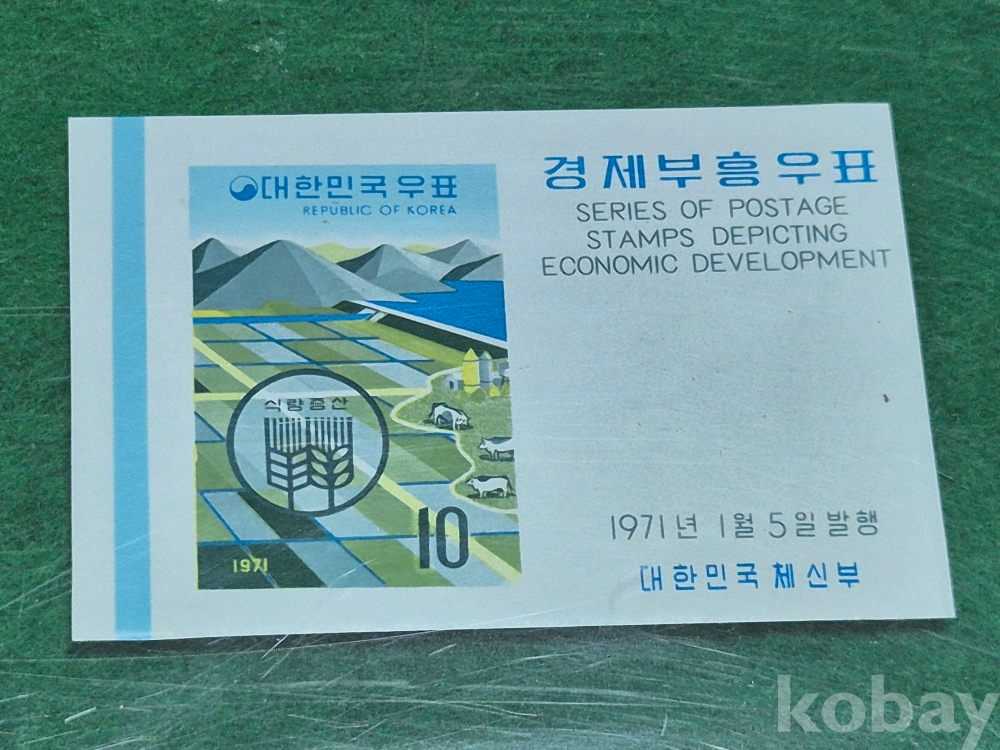 대한민국우표
REPUBLIC OF KOREA
식량증산
10
1971
경제부흥우표
SERIES OF POSTAGE
STAMPS DEPICTING
ECONOMIC DEVELOPMENT
1971년 1월 5일발행
대한민국체신부
kobay